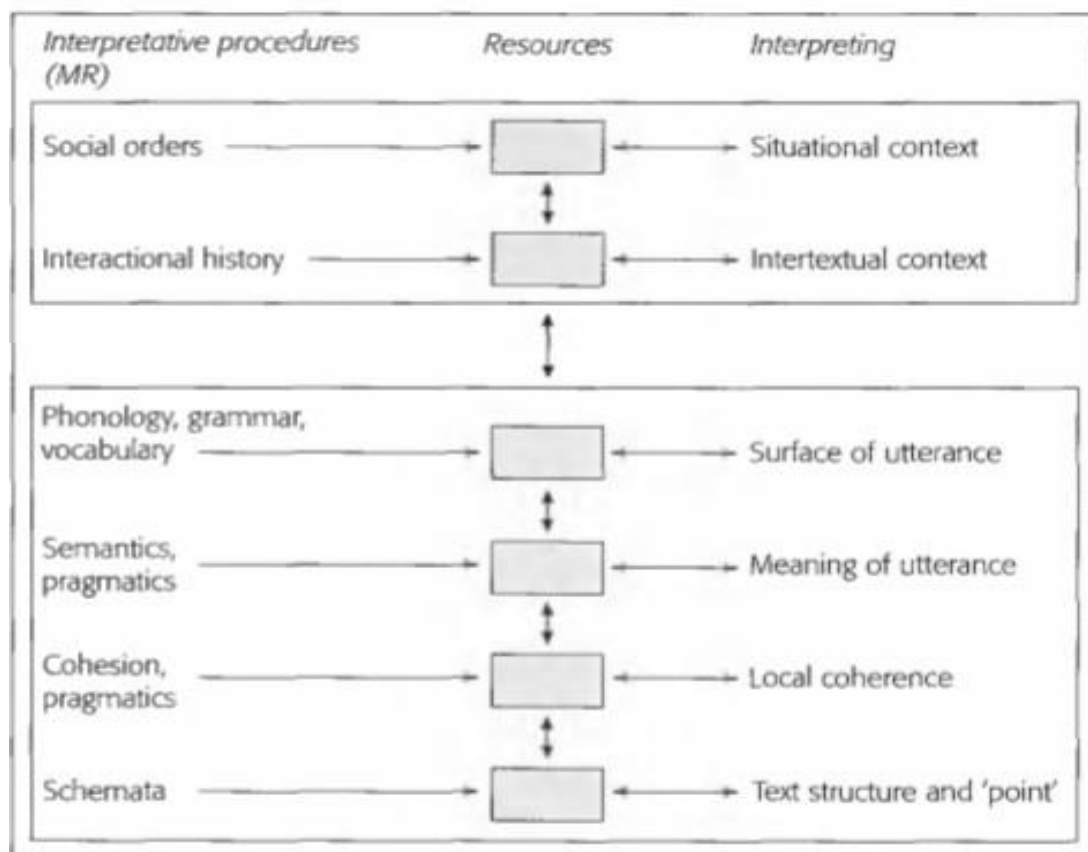 Interpretative procedures
(MR)
Resources
Interpreting
Social orders
Situational context
Interactional history
Intertextual context
Phonology, grammar,
vocabulary
Surface of utterance
Semantics,
pragmatics
Meaning of utterance
Cohesion,
pragmatics
Local coherence
Schemata
Text structure and 'point'